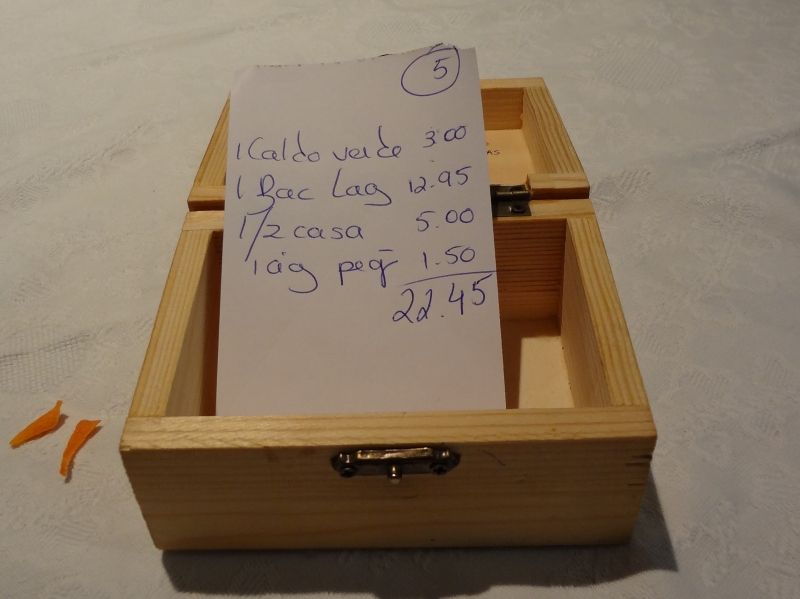 5
1 Caldo verde 3.00
1 Bac Lag 12.95
1/2 casa 5.00
1 ág peq 1.50
22.45